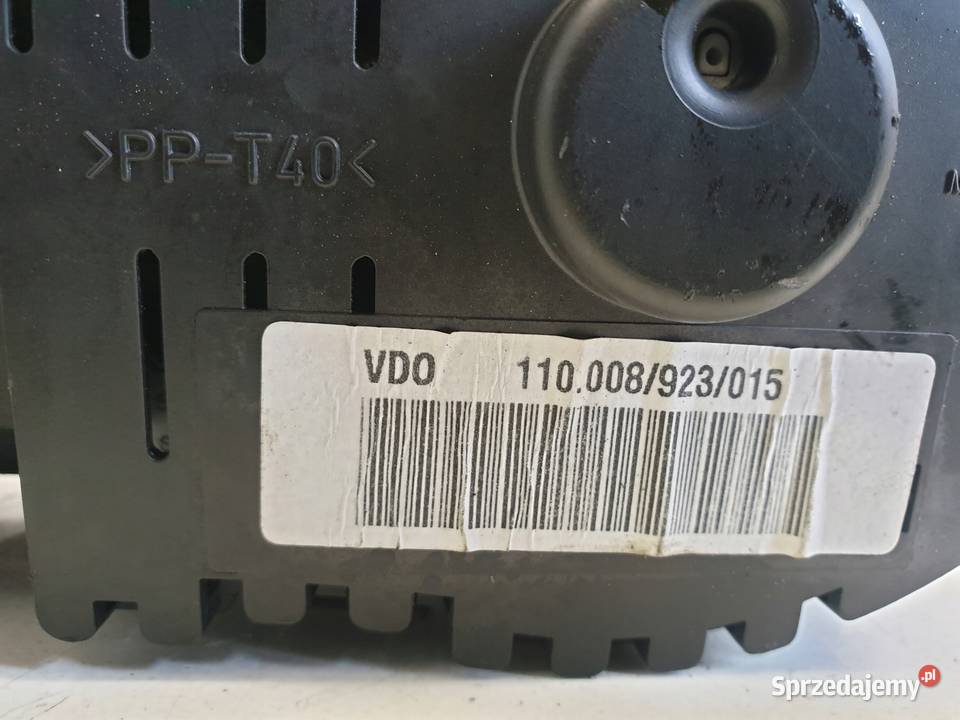 >PP-T40<
VDO 110.008/923/015
Sprzedajemy.pl